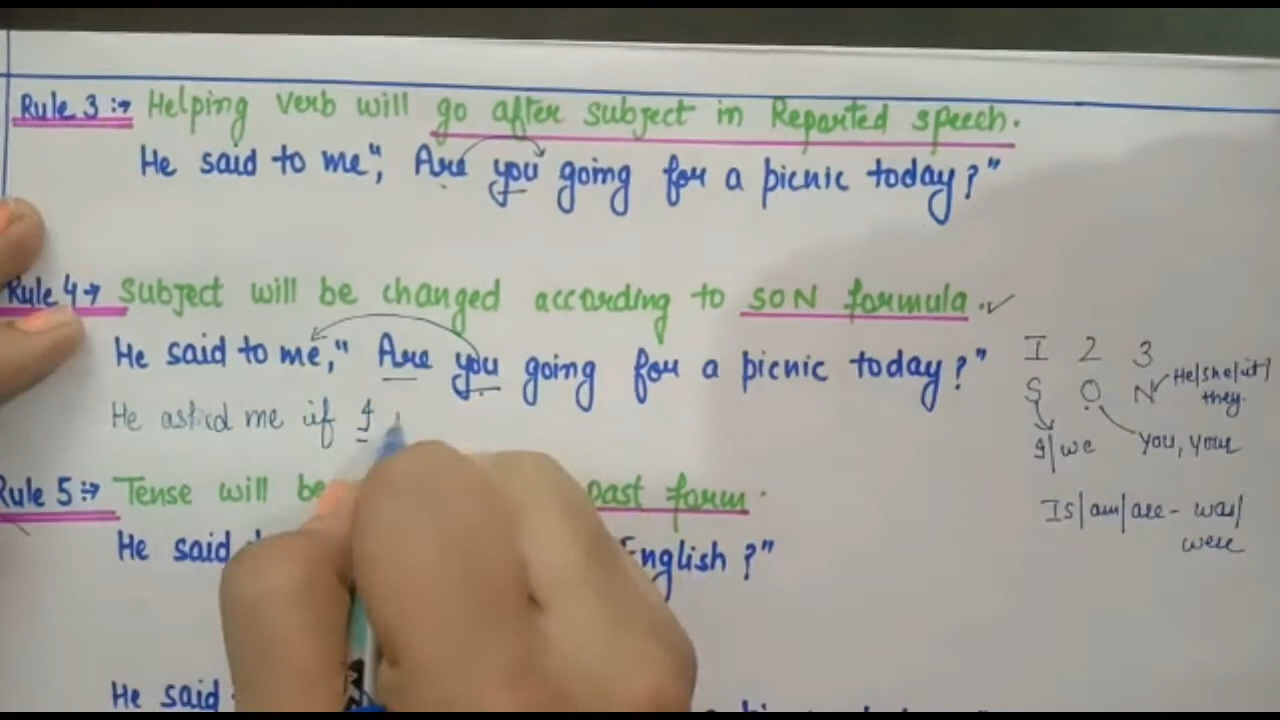 Rule 3 :→ Helping verb will go after subject in Reported speech.
He said to me", Are you going for a picnic today?"
Rule 4 → Subject will be changed according to SON formula. ✓
He said to me," Are you going for a picnic today?"
He asked me if I
I 2 3
S O N
He/she/it/
they
I/we
you, your
Is/am/are - was/
were
Rule 5 :→ Tense will be past form.
He said English ?"
He said